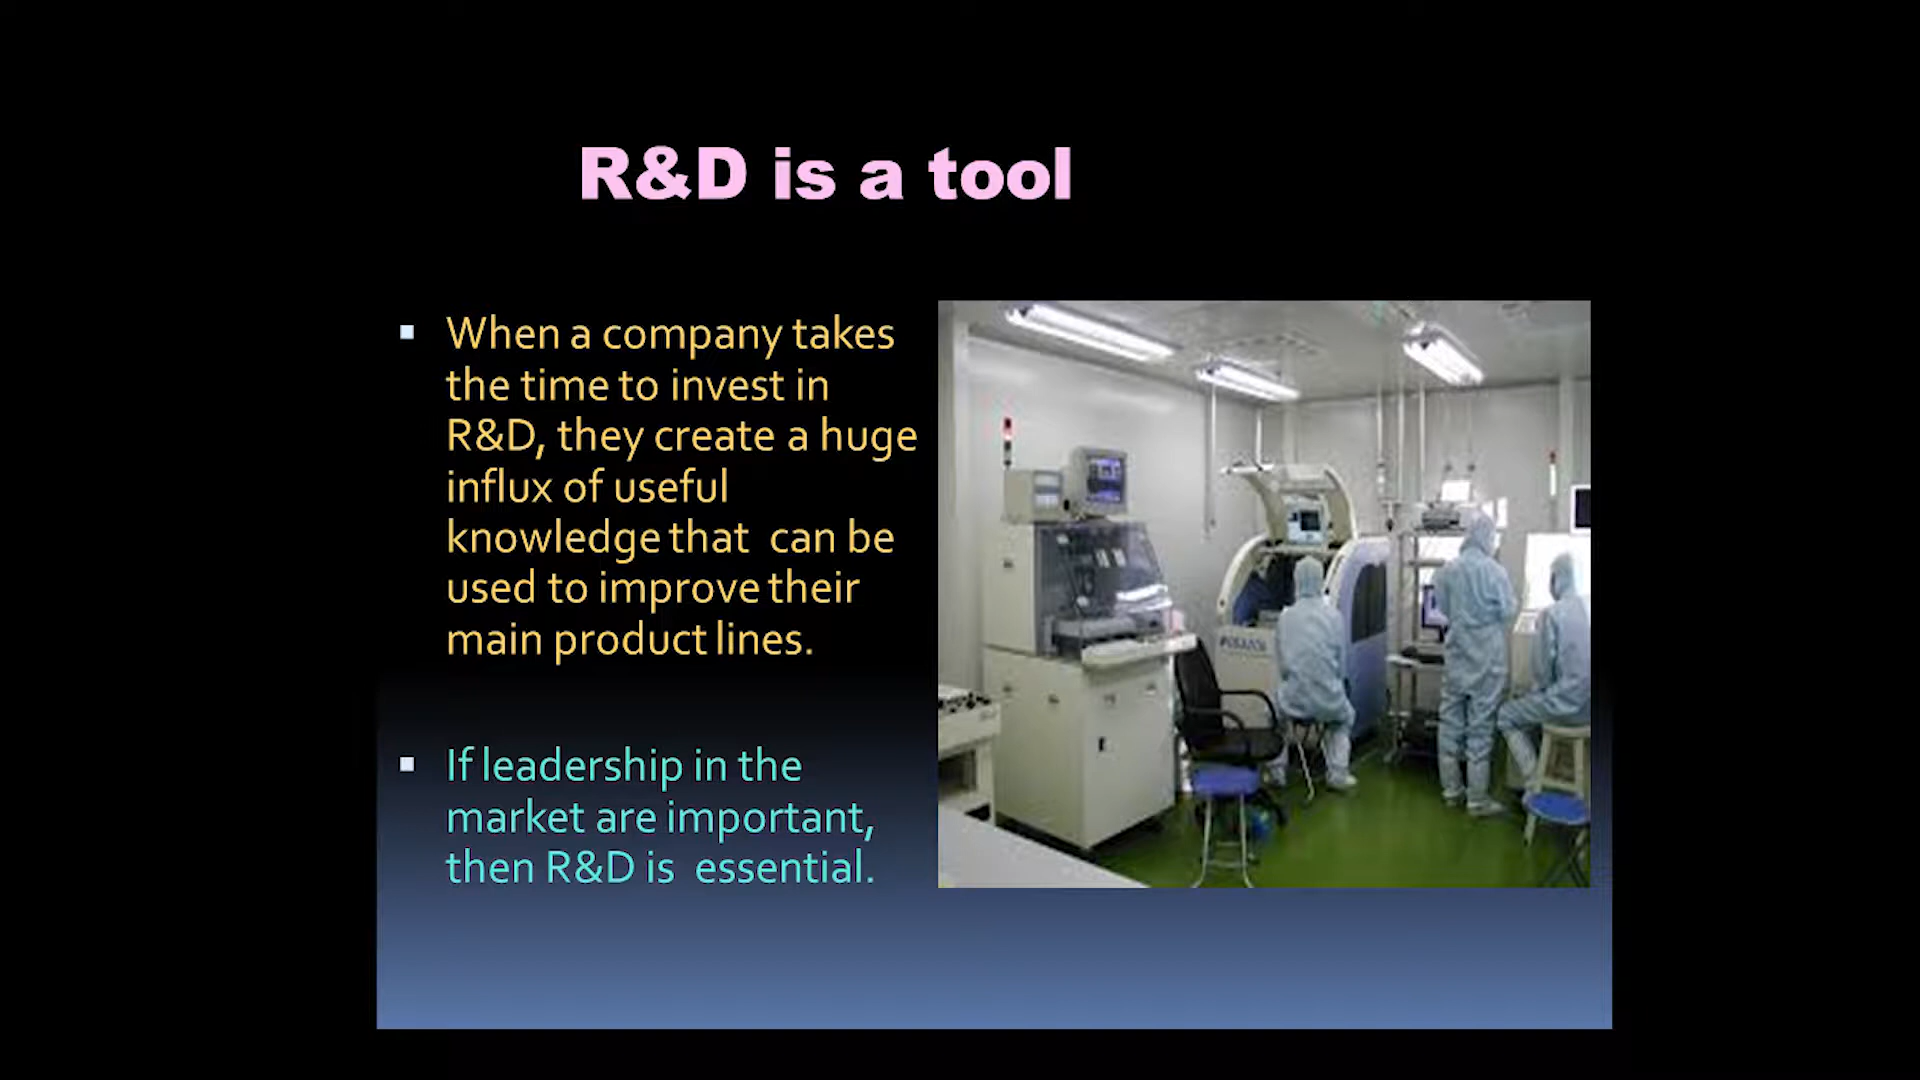 R&D is a tool
When a company takes
the time to invest in
R&D, they create a huge
influx of useful
knowledge that  can be
used to improve their
main product lines.
If leadership in the
market are important,
then R&D is  essential.